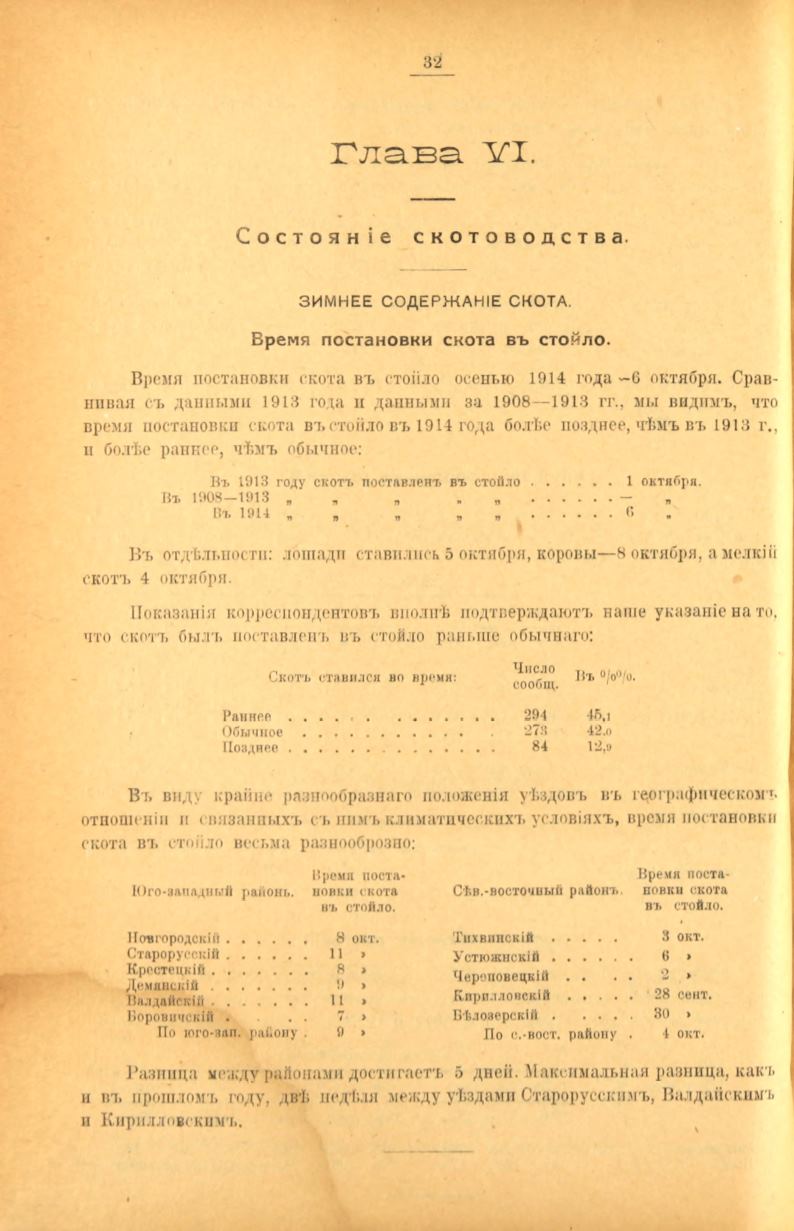 32
Глава VI.
Состоянie скотоводства.
ЗИМНЕЕ СОДЕРЖАНIЕ СКОТА.
Время постановки скота въ стойло.
Время постановки скота въ стойло осенью 1914 года –6 октября. Срав-
нивая съ данными 1913 года и данными за 1908—1913 гг., мы видимъ, что
время постановки скота въ стойло въ 1914 года болѣе позднее, чѣмъ въ 1913 г.,
и болѣе раннее, чѣмъ обычное:
Въ 1913 году скотъ поставленъ въ стойло . . . . . . 1 октября.
Въ 1908—1913 „ „ „ „ „ . . . . . . — „
Въ 1914 „ „ „ „ „ . . . . . . 6 „
Въ отдѣльности: лошади ставились 5 октября, коровы—8 октября, а мелкій
скотъ 4 октября.
Показанія корреспондентовъ вполнѣ подтверждаютъ наше указаніе на то,
что скотъ былъ поставленъ въ стойло раньше обычнаго:
Скотъ ставился во время: Число сообщ. Въ %%.
Раннее . . . . . . . . . . . . 294 45,1
Обычное . . . . . . . . . . . 273 42,0
Позднее . . . . . . . . . . . . . 84 12,9
Въ виду крайне разнообразнаго положенія уѣздовъ въ географическомъ
отношеніи и связанныхъ съ нимъ климатическихъ условіяхъ, время постановки
скота въ стойло весьма разнооброзно:
Юго-западный районъ. Время поста-
новки скота
въ стойло.
Новгородскій . . . . . . 8 окт.
Старорусскій . . . . . . 11 »
Крестецкій . . . . . . . 8 »
Демянскій . . . . . . . 9 »
Валдайскій . . . . . . . 11 »
Боровичскій . . . . 7 »
По юго-зап. району . 9 »
Сѣв.-восточный районъ. Время поста-
новки скота
въ стойло.
Тихвинскій . . . . . 3 окт.
Устюжнскій . . . . . 6 »
Череповецкій . . . . 2 »
Кирилловскій . . . . . 28 сент.
Бѣлозерскій . . . . . 30 »
По с.-вост. району . 4 окт.
Разница между районами достигаетъ 5 дней. Максимальная разница, какъ
и въ прошломъ году, двѣ недѣля между уѣздами Старорусскимъ, Валдайскимъ
и Кирилловскимъ.